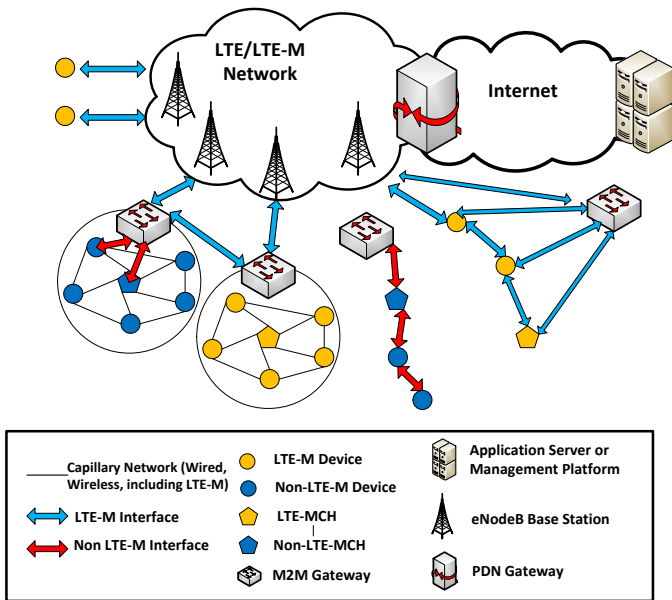 LTE/LTE-M
Network
Internet
Capillary Network (Wired,
Wireless, including LTE-M)
LTE-M Interface
Non LTE-M Interface
LTE-M Device
Non-LTE-M Device
LTE-MCH
Non-LTE-MCH
M2M Gateway
Application Server or
Management Platform
eNodeB Base Station
PDN Gateway